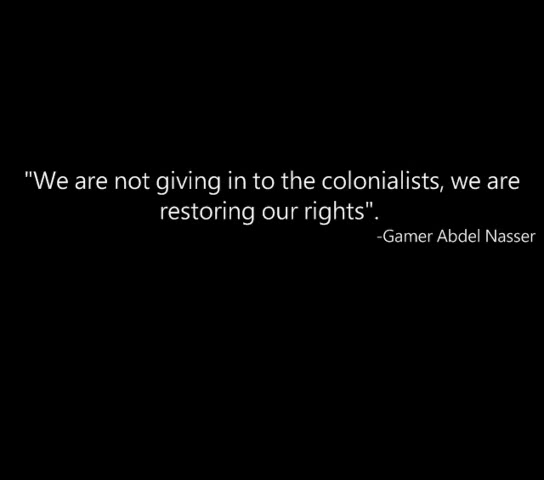 "We are not giving in to the colonialists, we are
restoring our rights".
-Gamer Abdel Nasser